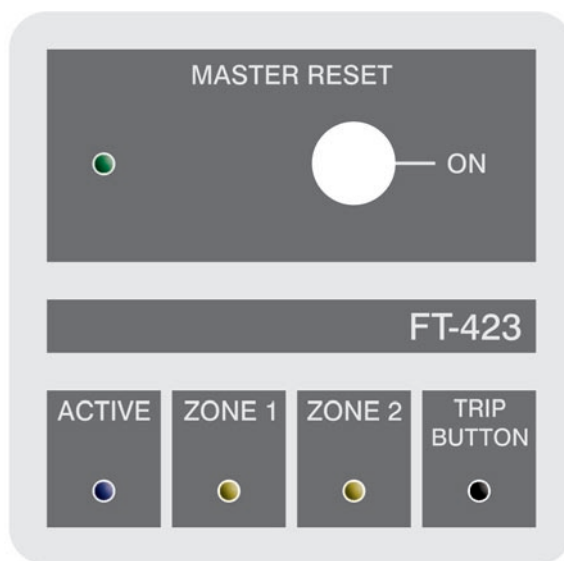 MASTER RESET
ON
FT-423
ACTIVE
ZONE 1
ZONE 2
TRIP
BUTTON